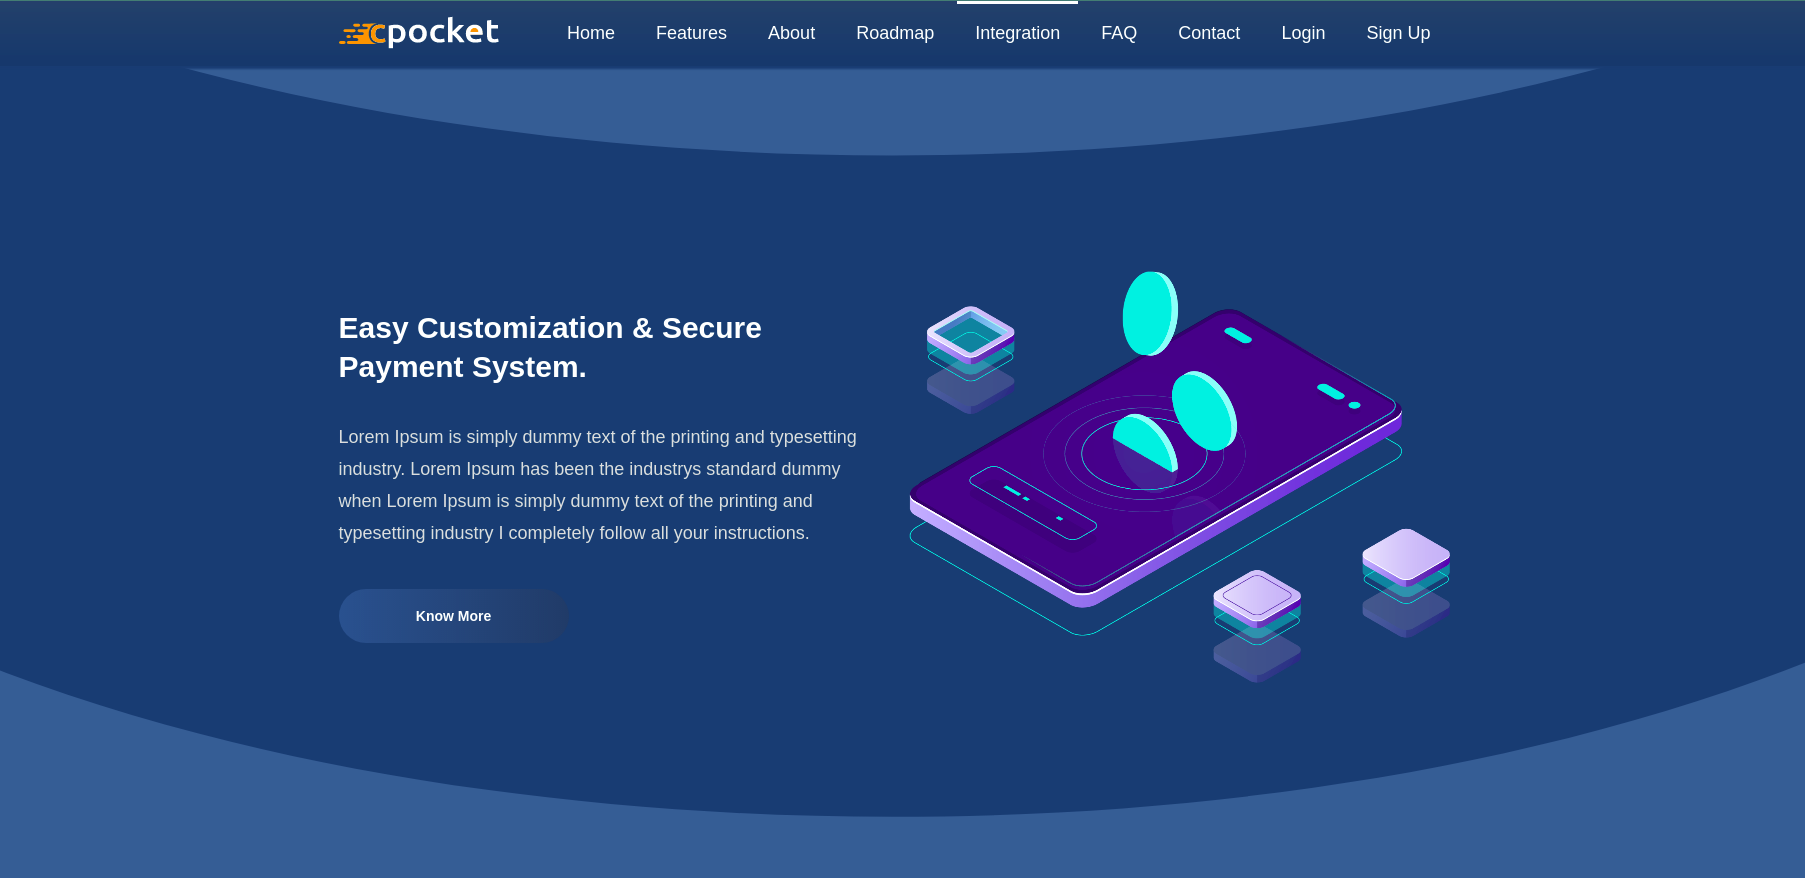 cpocket Home Features About Roadmap Integration FAQ Contact Login Sign Up
Easy Customization & Secure
Payment System.
Lorem Ipsum is simply dummy text of the printing and typesetting
industry. Lorem Ipsum has been the industrys standard dummy
when Lorem Ipsum is simply dummy text of the printing and
typesetting industry I completely follow all your instructions.
Know More